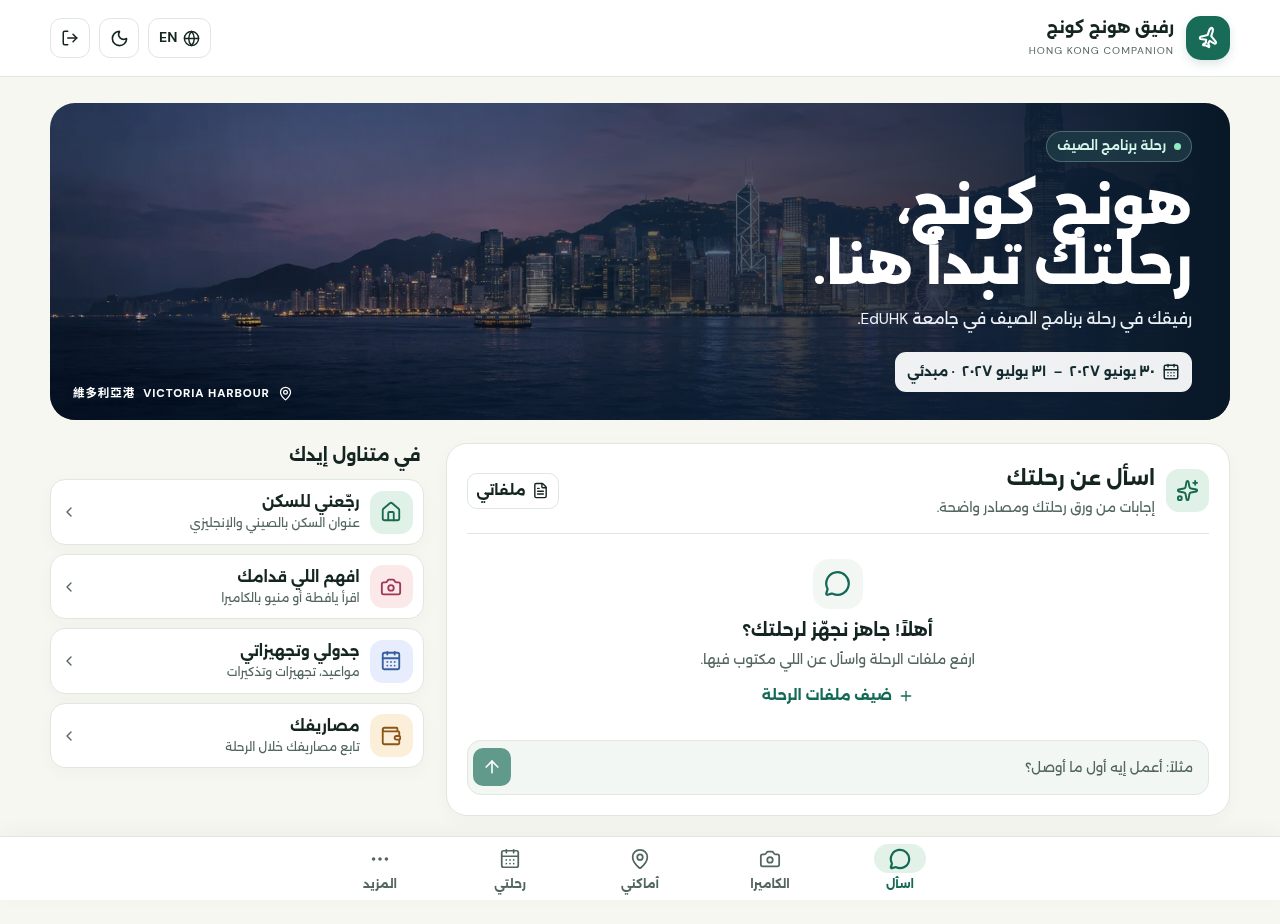 رفيق هونج كونج
HONG KONG COMPANION
EN
رحلة برنامج الصيف
هونج كونج،
رحلتك تبدأ هنا.
رفيقك في رحلة برنامج الصيف في جامعة EdUHK.
٣٠ يونيو ٢٠٢٧ – ٣١ يوليو ٢٠٢٧ · مبدئي
維多利亞港 VICTORIA HARBOUR
اسأل عن رحلتك
إجابات من ورق رحلتك ومصادر واضحة.
ملفاتي
أهلاً! جاهز نجهّز لرحلتك؟
ارفع ملفات الرحلة واسأل عن اللي مكتوب فيها.
ضيف ملفات الرحلة
مثلاً: أعمل إيه أول ما أوصل؟
في متناول إيدك
رجّعني للسكن
عنوان السكن بالصيني والإنجليزي
افهم اللي قدامك
اقرأ يافطة أو منيو بالكاميرا
جدولي وتجهيزاتي
مواعيد، تجهيزات وتذكيرات
مصاريفك
تابع مصاريفك خلال الرحلة
اسأل
الكاميرا
أماكني
رحلتي
المزيد